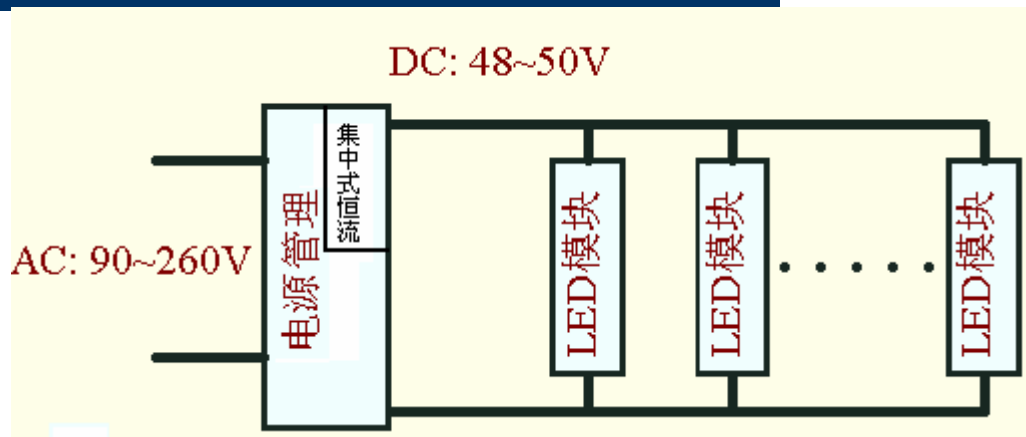 DC: 48~50V
集中式恒流
电源管理
AC: 90~260V
LED模块
LED模块
LED模块